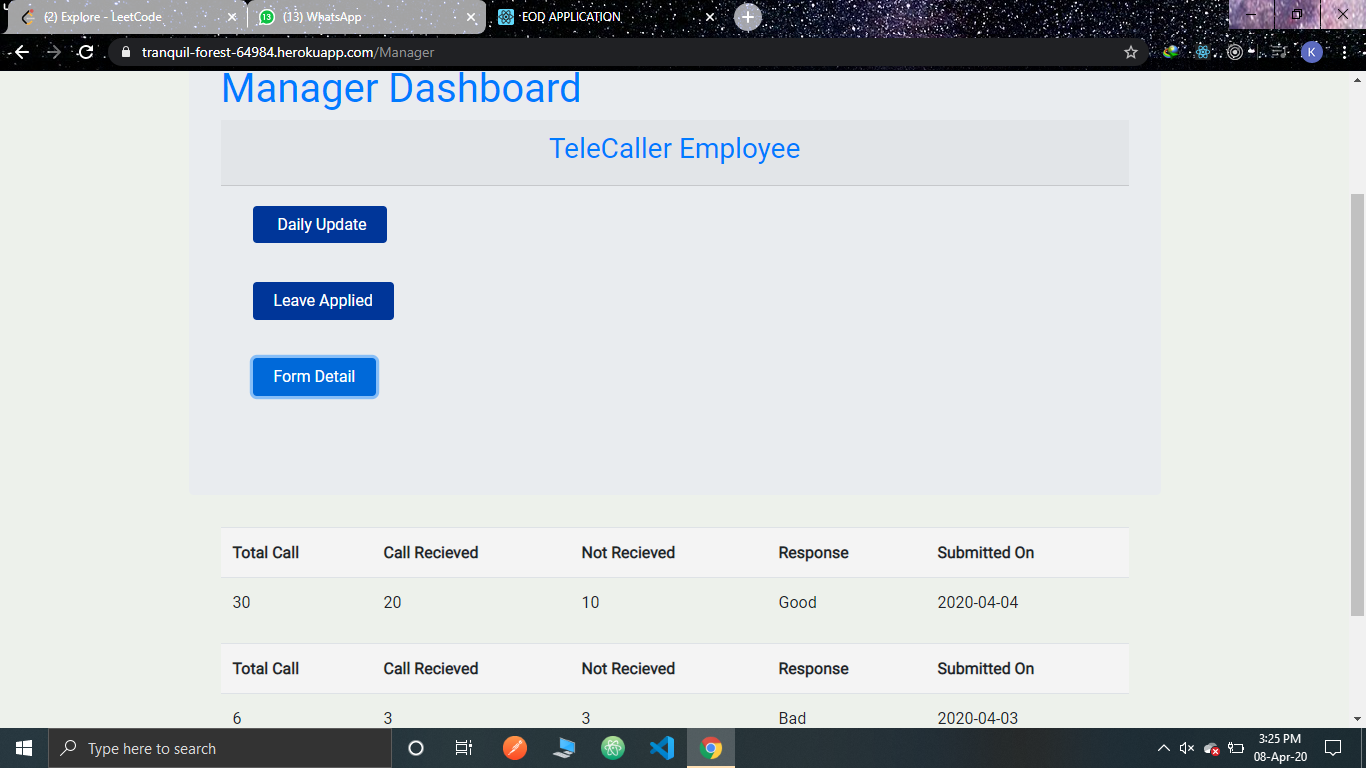 (2) Explore - LeetCode
13
(13) WhatsApp
EOD APPLICATION
tranquil-forest-64984.herokuapp.com/Manager
K
Manager Dashboard
TeleCaller Employee
Daily Update
Leave Applied
Form Detail
Total Call Call Recieved Not Recieved Response Submitted On
30 20 10 Good 2020-04-04
Total Call Call Recieved Not Recieved Response Submitted On
6 3 3 Bad 2020-04-03
Type here to search
3:25 PM
08-Apr-20